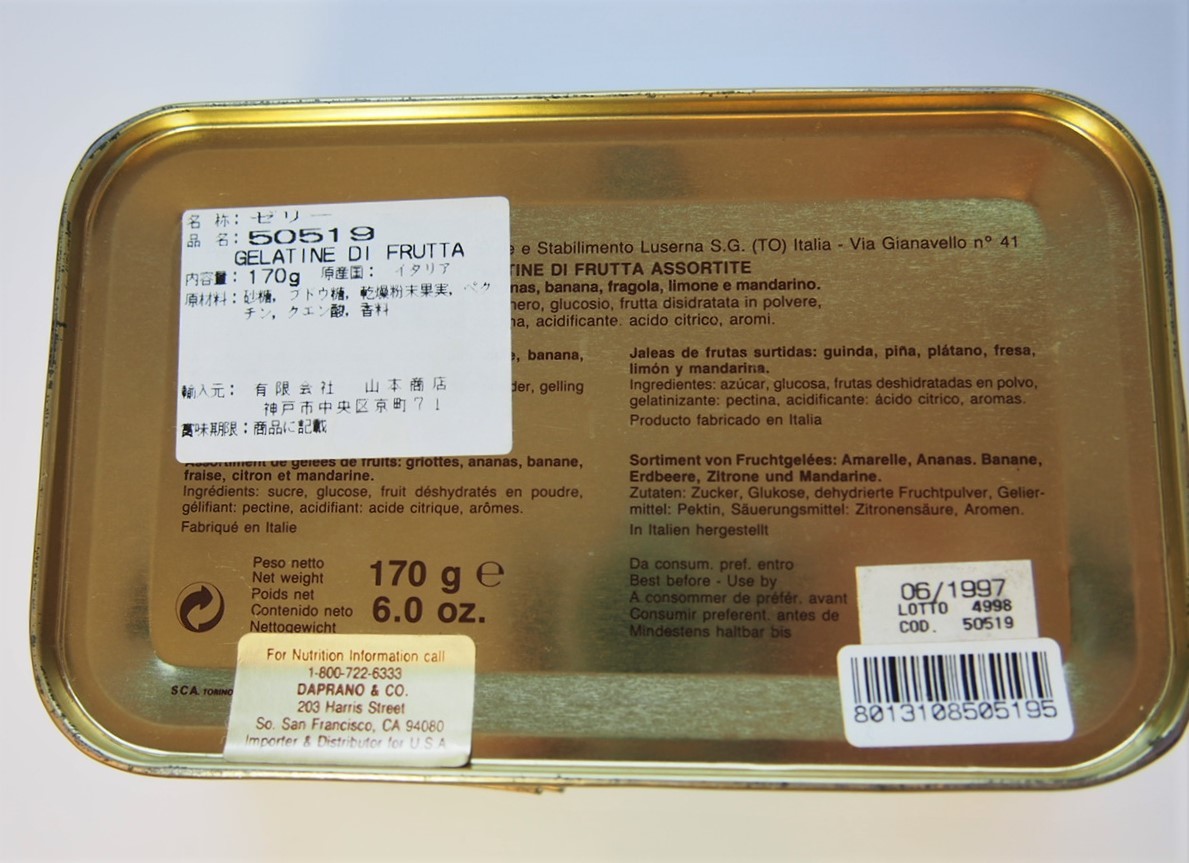 名 称：ゼリー
品 名：50519
GELATINE DI FRUTTA
内容量：170g 原産国： イタリア
原材料：砂糖, ブドウ糖, 乾燥粉末果実, ペク
チン, クエン酸, 香料
輸入元： 有限会社 山本商店
神戸市中央区京町71
賞味期限：商品に記載
e e Stabilimento Luserna S.G. (TO) Italia - Via Gianavello n° 41
TINE DI FRUTTA ASSORTITE
nas, banana, fragola, limone e mandarino.
hero, glucosio, frutta disidratata in polvere,
na, acidificante. acido citrico, aromi.
e, banana,
der, gelling
Jaleas de frutas surtidas: guinda, piña, plátano, fresa,
limón y mandarina.
Ingredientes: azúcar, glucosa, frutas deshidratadas en polvo,
gelatinizante: pectina, acidificante: ácido citrico, aromas.
Producto fabricado en Italia
Assortiment de gelées de fruits: griottes, ananas, banane,
fraise, citron et mandarine.
Ingrédients: sucre, glucose, fruit déshydratés en poudre,
gélifiant: pectine, acidifiant: acide citrique, arômes.
Fabriqué en Italie
Sortiment von Fruchtgelées: Amarelle, Ananas. Banane,
Erdbeere, Zitrone und Mandarine.
Zutaten: Zucker, Glukose, dehydrierte Fruchtpulver, Gelier-
mittel: Pektin, Säuerungsmittel: Zitronensäure, Aromen.
In Italien hergestellt
Peso netto
Net weight
Poids net
Contenido neto
Nettogewicht
170 g e
6.0 oz.
Da consum. pref. entro
Best before - Use by
A consommer de préfér. avant
Consumir preferent. antes de
Mindestens haltbar bis
06/1997
LOTTO 4998
COD. 50519
8013108505195
SCA. TORINO
For Nutrition Information call
1-800-722-6333
DAPRANO & CO.
203 Harris Street
So. San Francisco, CA 94080
Importer & Distributor for U.S.A